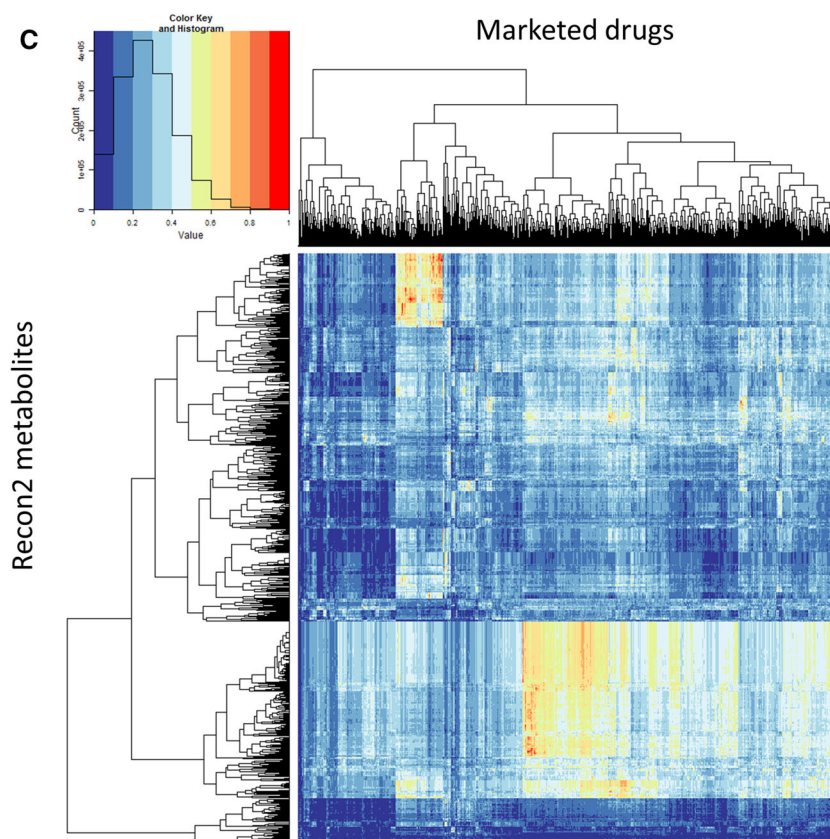 C
Color Key
and Histogram
Marketed drugs
Count
0e+00
1e+05
2e+05
3e+05
4e+05
0
0.2
0.4
0.6
0.8
1
Value
Recon2 metabolites